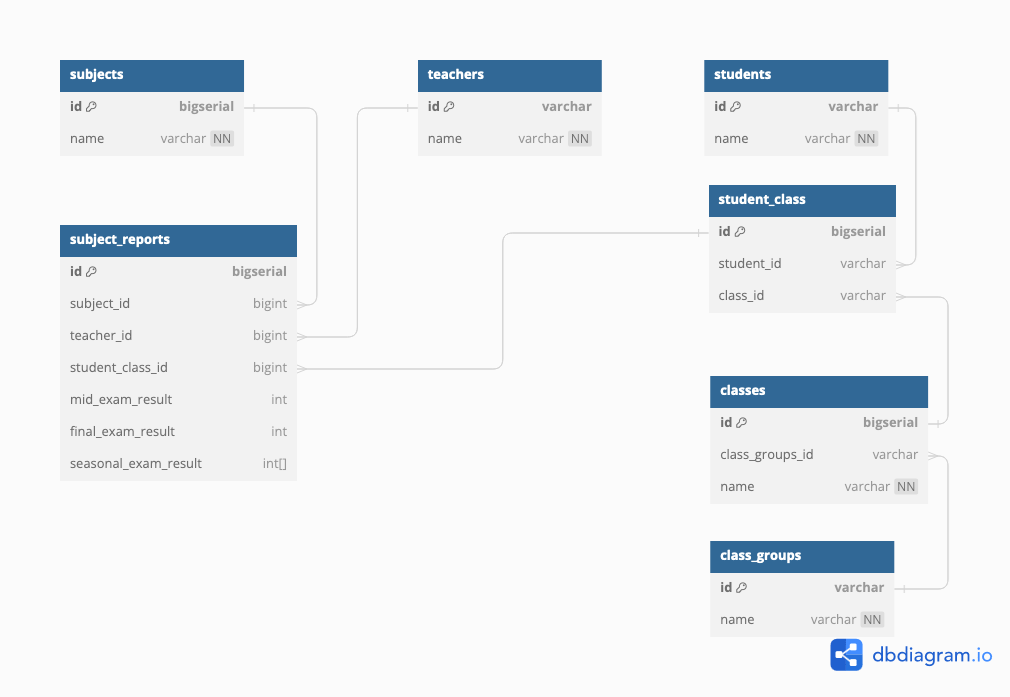 subjects
id bigserial
name varchar NN
teachers
id varchar
name varchar NN
students
id varchar
name varchar NN
student_class
id bigserial
student_id varchar
class_id varchar
subject_reports
id bigserial
subject_id bigint
teacher_id bigint
student_class_id bigint
mid_exam_result int
final_exam_result int
seasonal_exam_result int[]
classes
id bigserial
class_groups_id varchar
name varchar NN
class_groups
id varchar
name varchar NN
dbdiagram.io